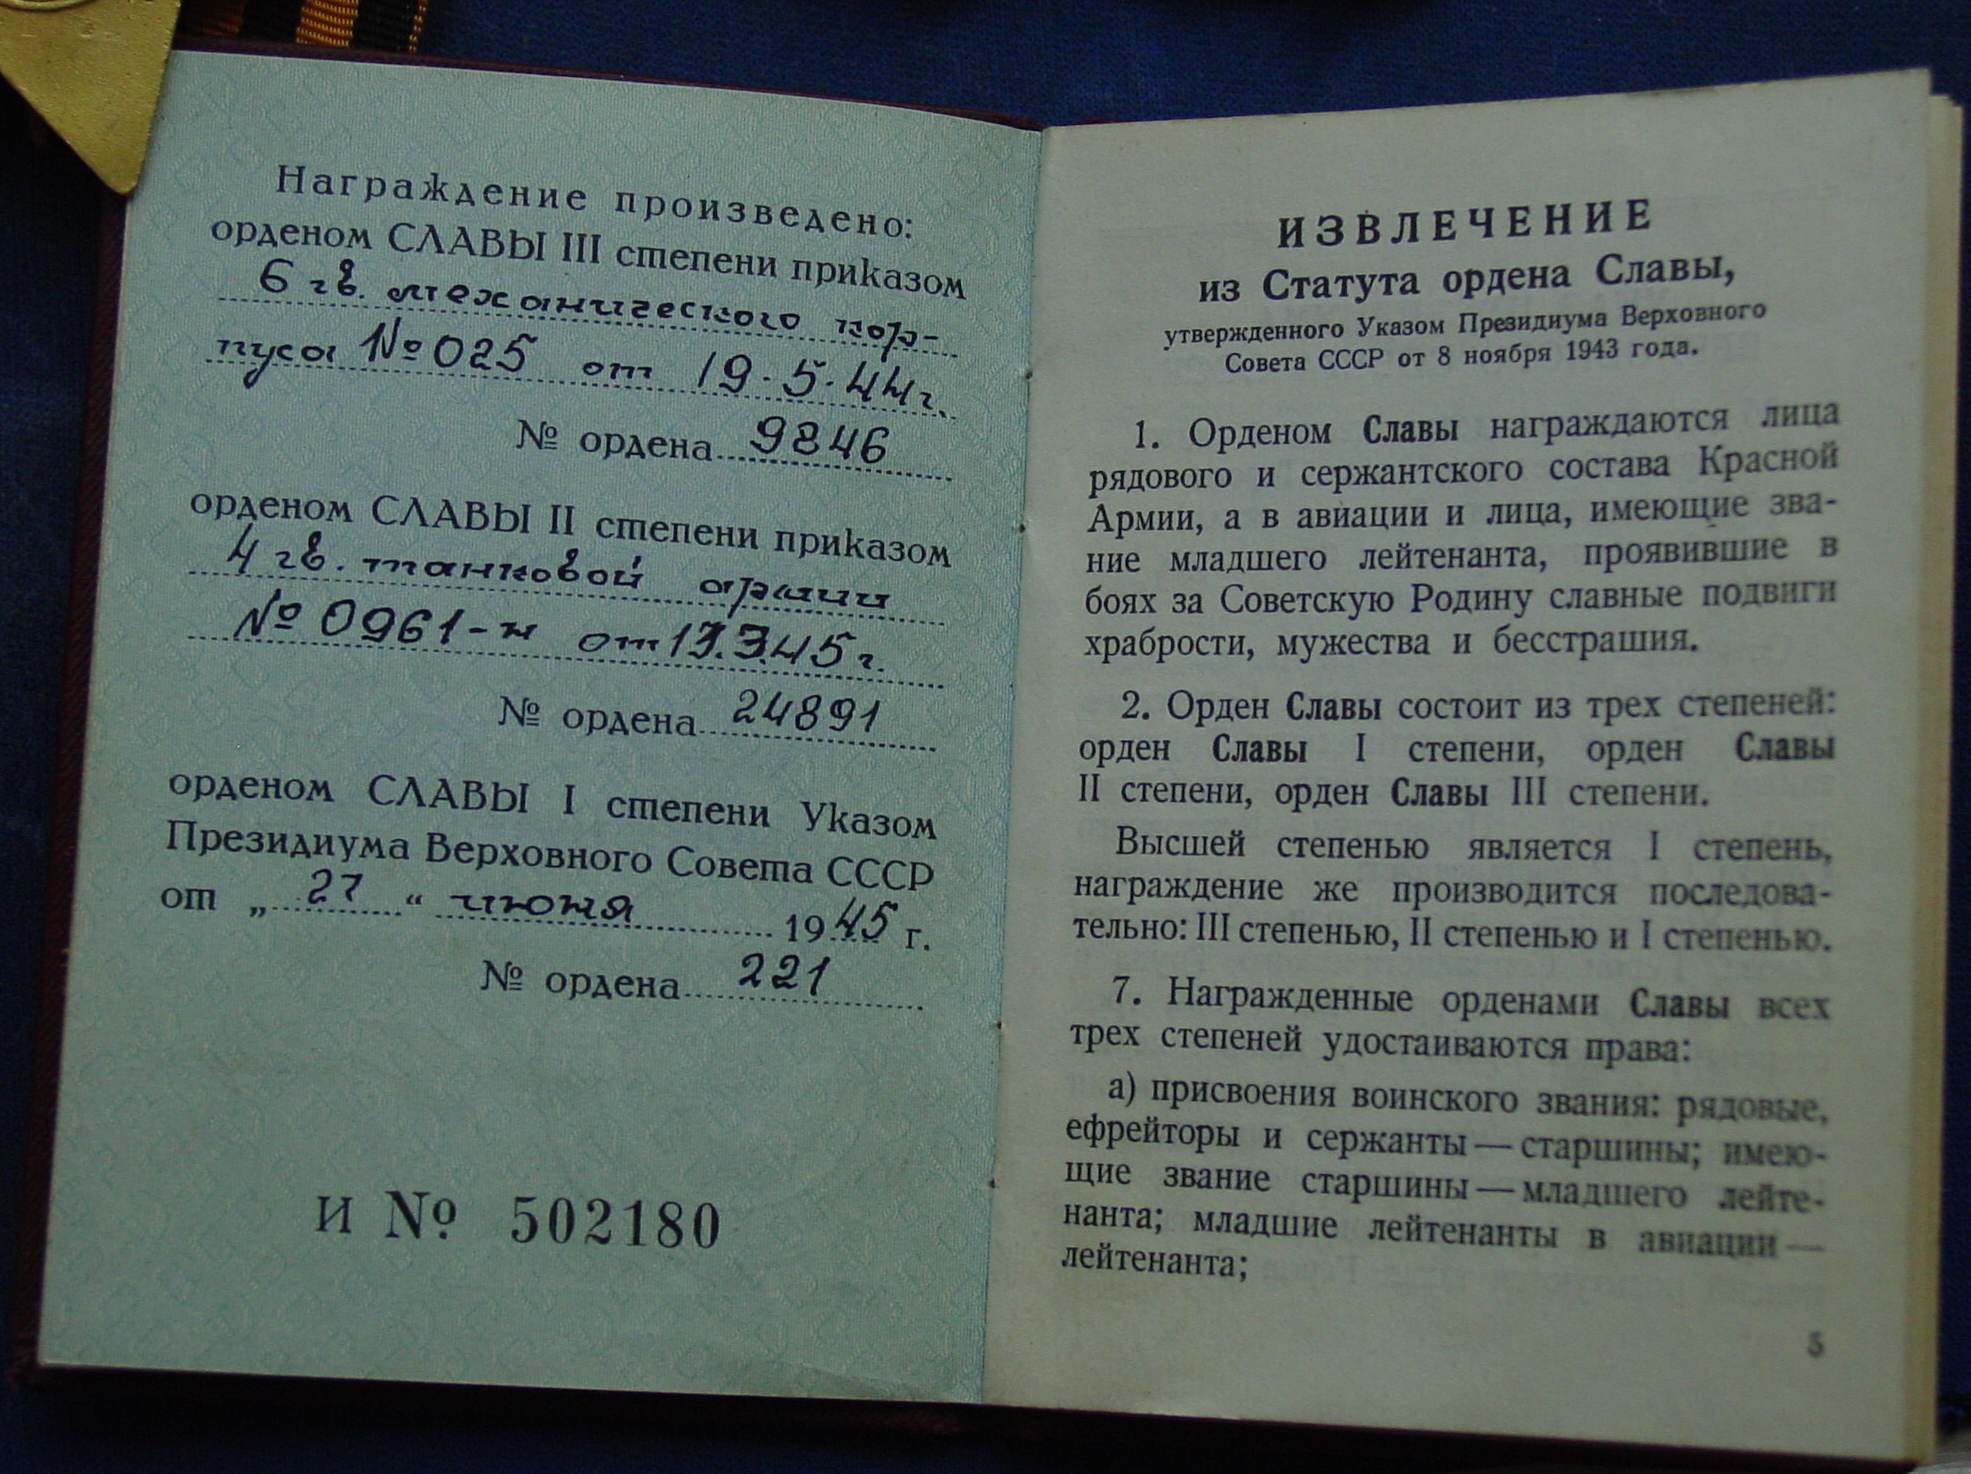 Награждение произведено:
орденом СЛАВЫ III степени приказом
6 гв. механического кор-
пуса № 025 от 19.5.44 г.
№ ордена 9846
орденом СЛАВЫ II степени приказом
4 гв. танковой армии
№ 0961-н от 17.3.45 г.
№ ордена 24891
орденом СЛАВЫ I степени Указом
Президиума Верховного Совета СССР
от „27“ июня 1945 г.
№ ордена 221
И № 502180
ИЗВЛЕЧЕНИЕ
из Статута ордена Славы,
утвержденного Указом Президиума Верховного
Совета СССР от 8 ноября 1943 года.
1. Орденом Славы награждаются лица
рядового и сержантского состава Красной
Армии, а в авиации и лица, имеющие зва-
ние младшего лейтенанта, проявившие в
боях за Советскую Родину славные подвиги
храбрости, мужества и бесстрашия.
2. Орден Славы состоит из трех степеней:
орден Славы I степени, орден Славы
II степени, орден Славы III степени.
Высшей степенью является I степень,
награждение же производится последова-
тельно: III степенью, II степенью и I степенью.
7. Награжденные орденами Славы всех
трех степеней удостаиваются права:
а) присвоения воинского звания: рядовые,
ефрейторы и сержанты — старшины; имею-
щие звание старшины — младшего лейте-
нанта; младшие лейтенанты в авиации —
лейтенанта;
5